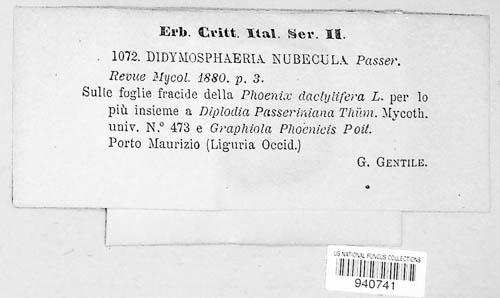 Erb. Critt. Ital. Ser. II.
1072. DIDYMOSPHAERIA NUBECULA Passer.
Revue Mycol. 1880. p. 3.
Sulle foglie fracide della Phoenix dactylifera L. per lo
più insieme a Diplodia Passeriniana Thüm. Mycoth.
univ. N.º 473 e Graphiola Phoenicis Poit.
Porto Maurizio (Liguria Occid.)
G. GENTILE.
US NATIONAL FUNGUS COLLECTIONS
940741